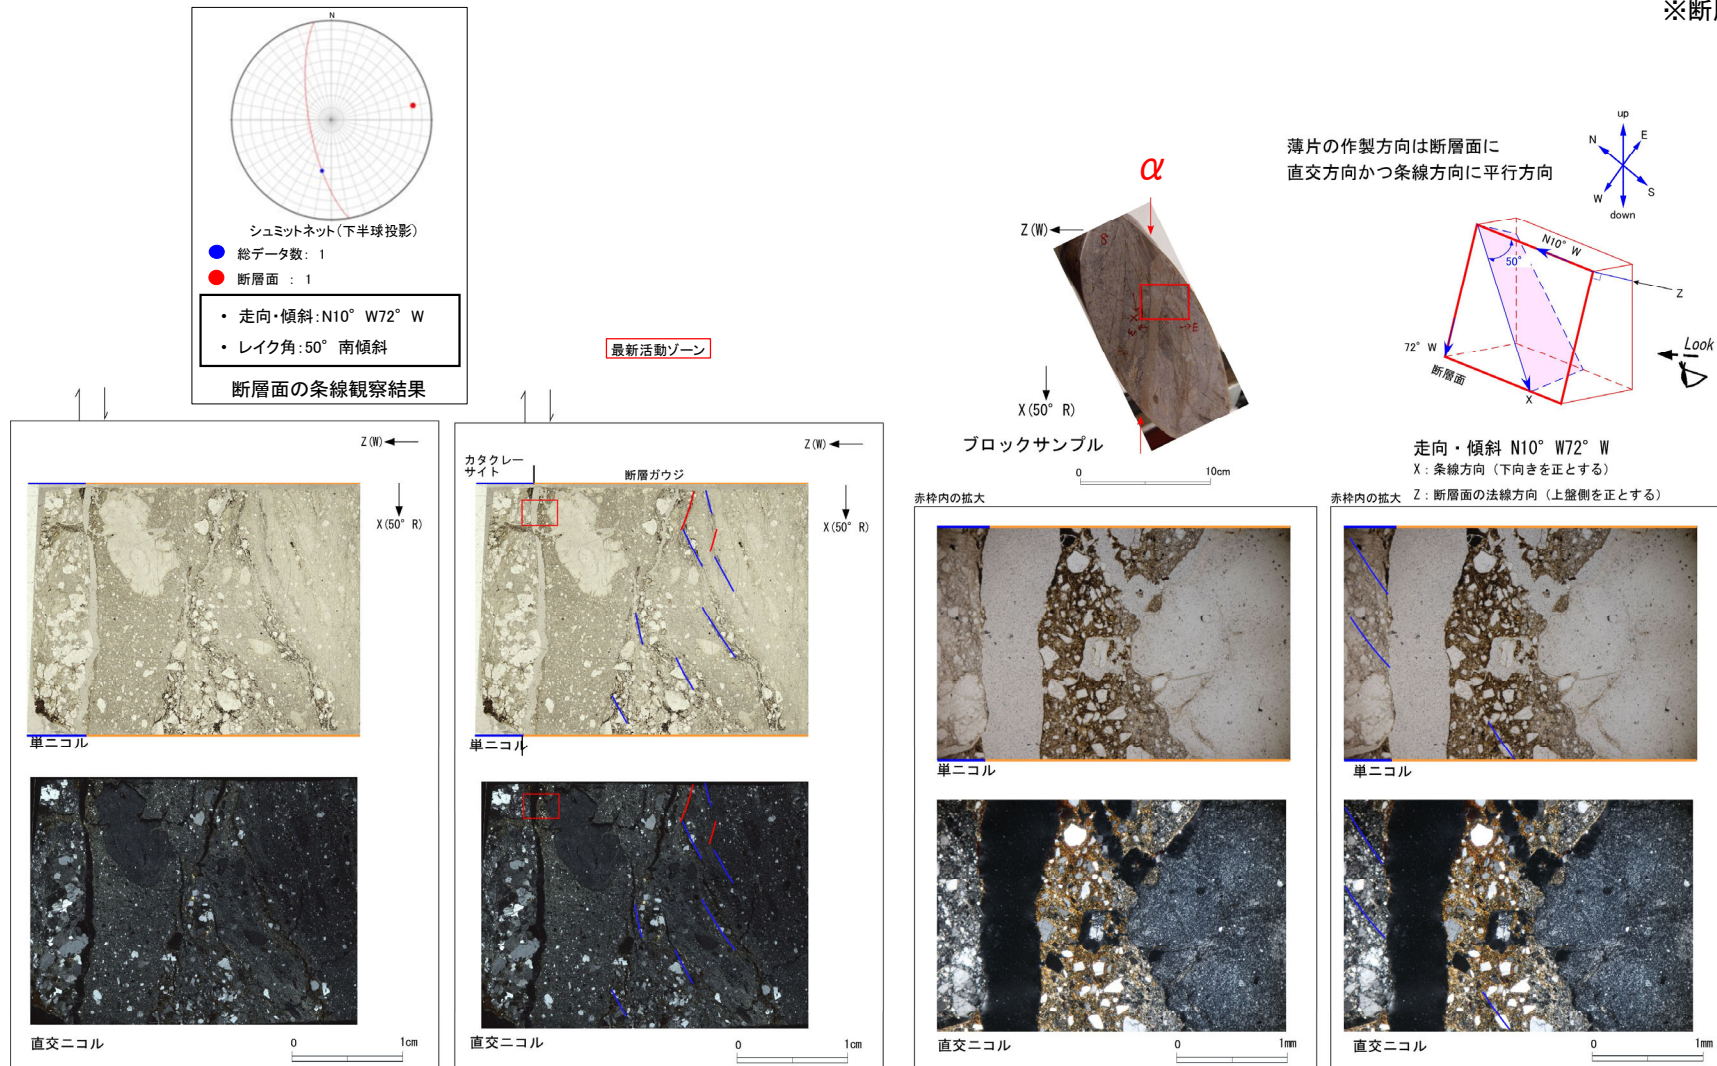 ※断
N
シュミットネット(下半球投影)
総データ数: 1
断層面 : 1
・ 走向・傾斜:N10° W72° W
・ レイク角:50° 南傾斜
断層面の条線観察結果
最新活動ゾーン
α
Z(W)
X(50° R)
ブロックサンプル
0 10cm
薄片の作製方向は断層面に
直交方向かつ条線方向に平行方向
up
N
E
W
S
down
N10° W
50°
Z
72° W
断層面
X
Look
走向・傾斜 N10° W72° W
X:条線方向(下向きを正とする)
Z:断層面の法線方向(上盤側を正とする)
Z(W)
X(50° R)
単ニコル
直交ニコル
0 1cm
Z(W)
カタクレー
サイト
断層ガウジ
X(50° R)
単ニコル
直交ニコル
0 1cm
赤枠内の拡大
単ニコル
直交ニコル
0 1mm
赤枠内の拡大
単ニコル
直交ニコル
0 1mm